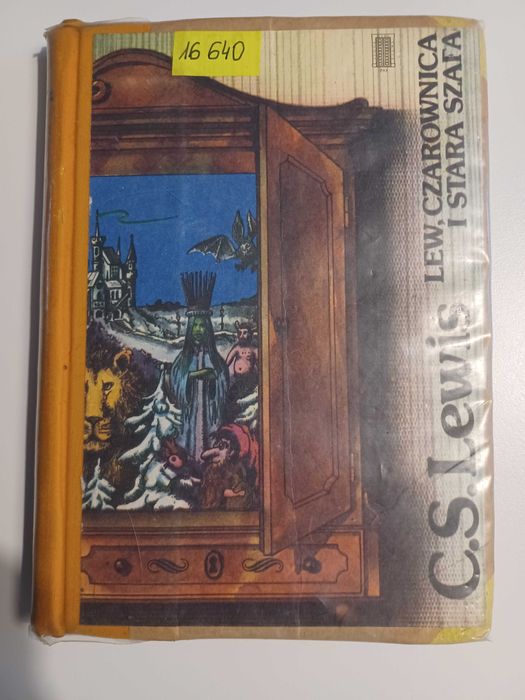 16 640
C.S. Lewis
LEW, CZAROWNICA
I STARA SZAFA